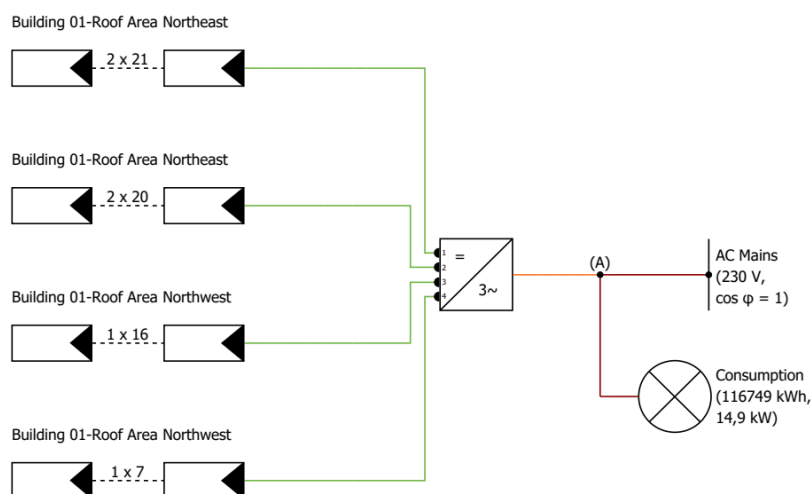 Building 01-Roof Area Northeast
2 x 21
Building 01-Roof Area Northeast
2 x 20
Building 01-Roof Area Northwest
1 x 16
Building 01-Roof Area Northwest
1 x 7
1
2
3
4
=
3~
(A)
AC Mains
(230 V,
cos φ = 1)
Consumption
(116749 kWh,
14,9 kW)